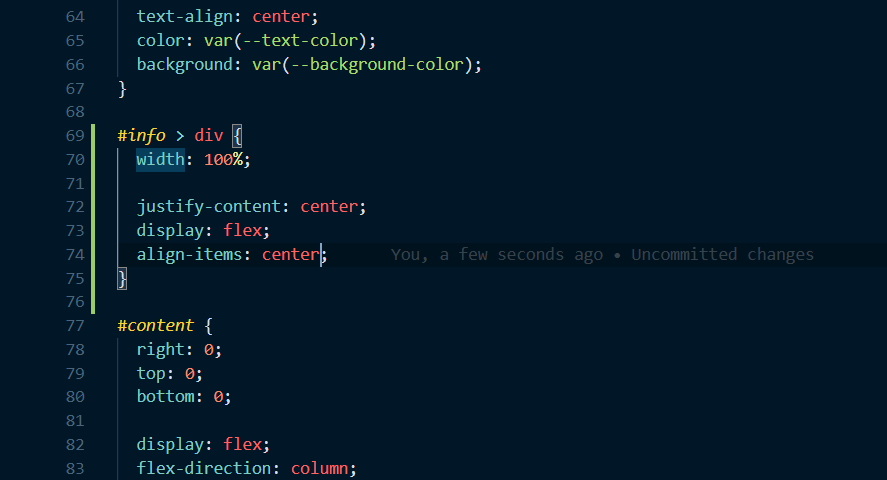 64 text-align: center;
65 color: var(--text-color);
66 background: var(--background-color);
67 }
68
69 #info > div {
70 width: 100%;
71
72 justify-content: center;
73 display: flex;
74 align-items: center; You, a few seconds ago • Uncommitted changes
75 }
76
77 #content {
78 right: 0;
79 top: 0;
80 bottom: 0;
81
82 display: flex;
83 flex-direction: column;